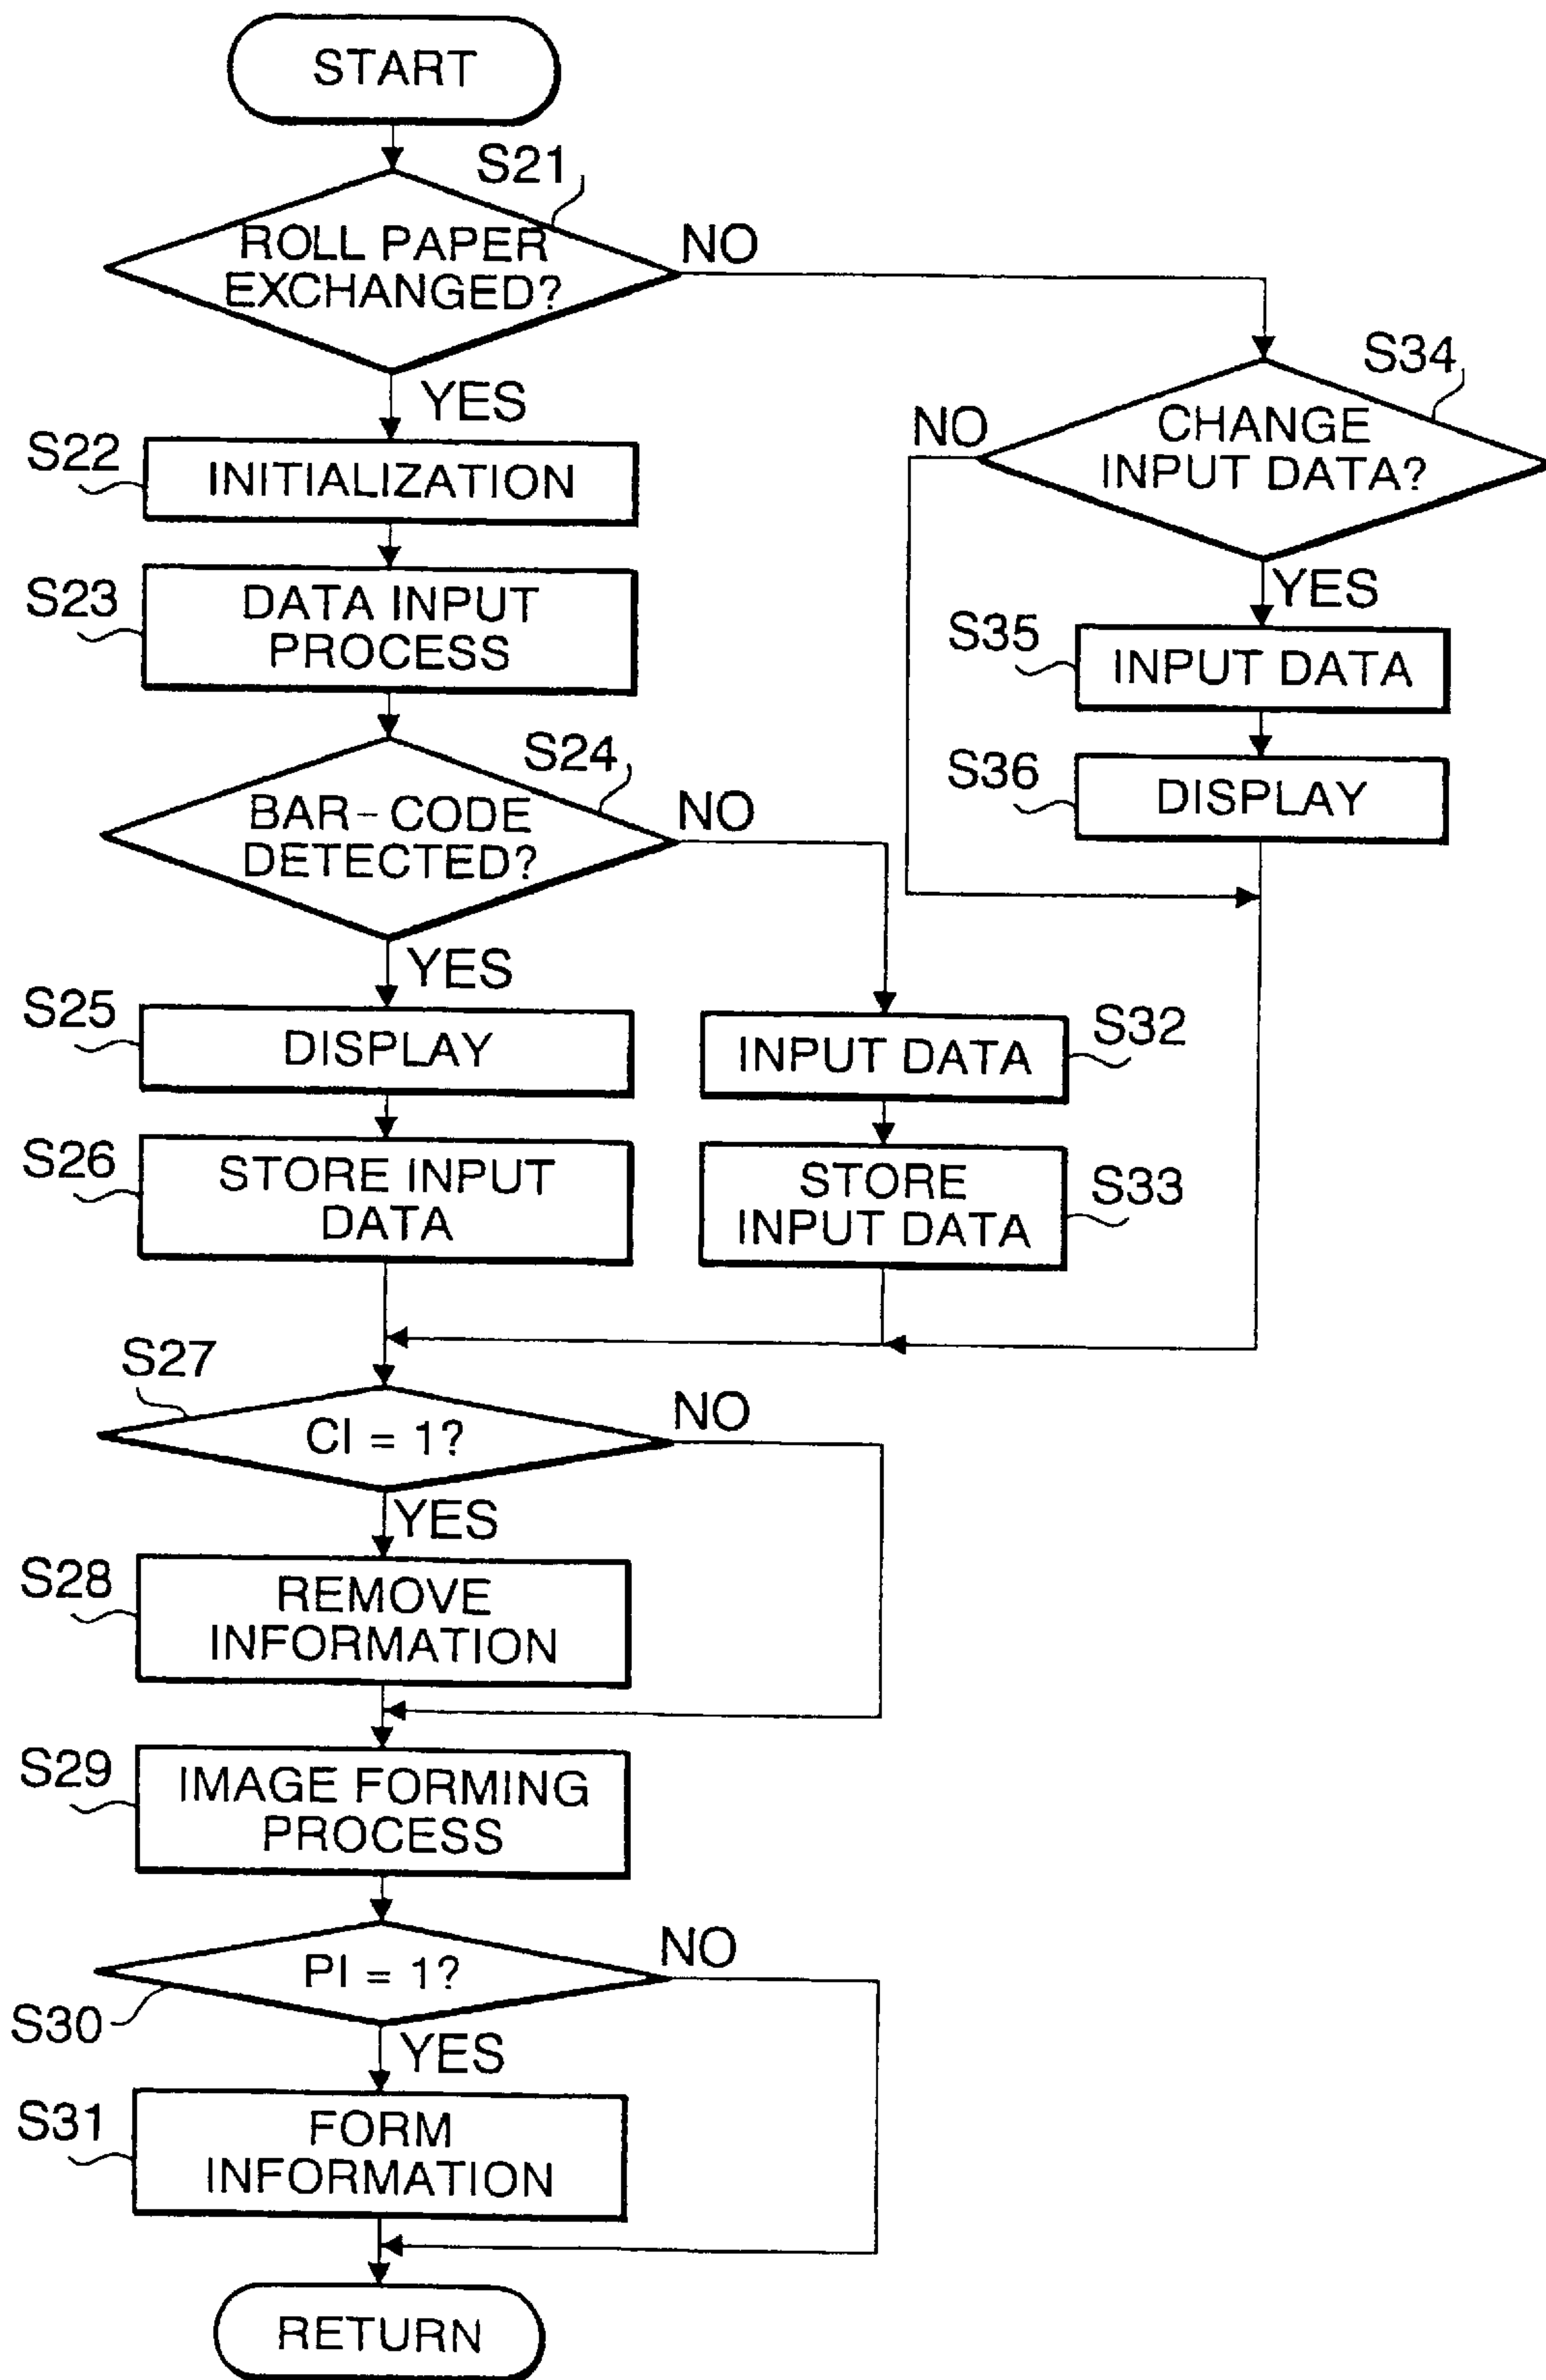 START
S21
ROLL PAPER
EXCHANGED?
NO
YES
S34
CHANGE
INPUT DATA?
NO
YES
S22
INITIALIZATION
S23
DATA INPUT
PROCESS
S35
INPUT DATA
S36
DISPLAY
S24
BAR-CODE
DETECTED?
NO
YES
S25
DISPLAY
S32
INPUT DATA
S26
STORE INPUT
DATA
S33
STORE
INPUT DATA
S27
CI = 1?
NO
YES
S28
REMOVE
INFORMATION
S29
IMAGE FORMING
PROCESS
PI = 1?
NO
S30
YES
S31
FORM
INFORMATION
RETURN